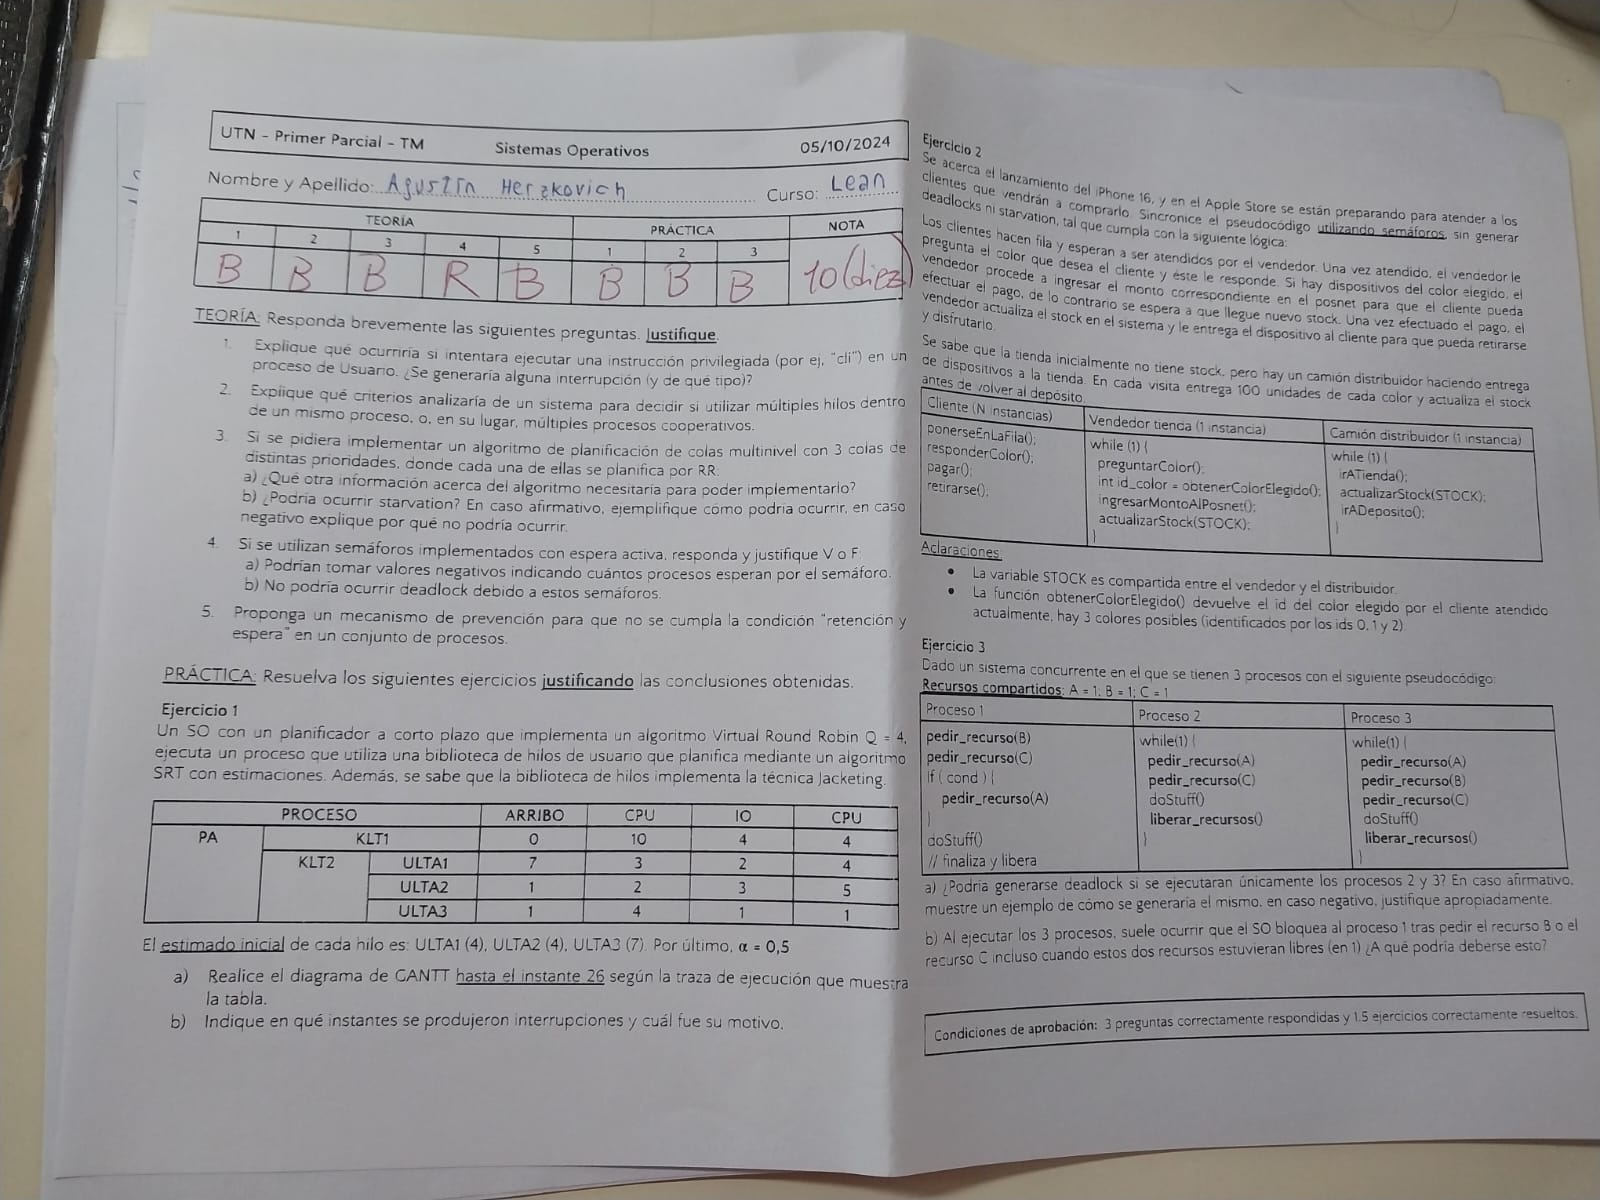 UTN - Primer Parcial - TM Sistemas Operativos 05/10/2024
Nombre y Apellido: Agustín Herzkovich Curso: Lean
TEORÍA PRÁCTICA NOTA
1 2 3 4 5 1 2 3
B B B R B B B B 10 (diez)
TEORÍA: Responda brevemente las siguientes preguntas. Justifique.
1. Explique qué ocurriría si intentara ejecutar una instrucción privilegiada (por ej, "cli") en un
proceso de Usuario. ¿Se generaría alguna interrupción (y de qué tipo)?
2. Explique qué criterios analizaría de un sistema para decidir si utilizar múltiples hilos dentro
de un mismo proceso, o, en su lugar, múltiples procesos cooperativos.
3. Si se pidiera implementar un algoritmo de planificación de colas multinivel con 3 colas de
distintas prioridades, donde cada una de ellas se planifica por RR:
a) ¿Qué otra información acerca del algoritmo necesitaría para poder implementarlo?
b) ¿Podría ocurrir starvation? En caso afirmativo, ejemplifique cómo podría ocurrir, en caso
negativo explique por qué no podría ocurrir.
4. Si se utilizan semáforos implementados con espera activa, responda y justifique V o F:
a) Podrían tomar valores negativos indicando cuántos procesos esperan por el semáforo.
b) No podría ocurrir deadlock debido a estos semáforos.
5. Proponga un mecanismo de prevención para que no se cumpla la condición "retención y
espera" en un conjunto de procesos.
PRÁCTICA: Resuelva los siguientes ejercicios justificando las conclusiones obtenidas.
Ejercicio 1
Un SO con un planificador a corto plazo que implementa un algoritmo Virtual Round Robin Q = 4,
ejecuta un proceso que utiliza una biblioteca de hilos de usuario que planifica mediante un algoritmo
SRT con estimaciones. Además, se sabe que la biblioteca de hilos implementa la técnica Jacketing.
PROCESO ARRIBO CPU IO CPU
PA KLT1 0 10 4 4
KLT2 ULTA1 7 3 2 4
ULTA2 1 2 3 5
ULTA3 1 4 1 1
El estimado inicial de cada hilo es: ULTA1 (4), ULTA2 (4), ULTA3 (7). Por último, α = 0,5
a) Realice el diagrama de GANTT hasta el instante 26 según la traza de ejecución que muestra
la tabla.
b) Indique en qué instantes se produjeron interrupciones y cuál fue su motivo.
Ejercicio 2
Se acerca el lanzamiento del iPhone 16, y en el Apple Store se están preparando para atender a los
clientes que vendrán a comprarlo. Sincronice el pseudocódigo utilizando semáforos, sin generar
deadlocks ni starvation, tal que cumpla con la siguiente lógica:
Los clientes hacen fila y esperan a ser atendidos por el vendedor. Una vez atendido, el vendedor le
pregunta el color que desea el cliente y éste le responde. Si hay dispositivos del color elegido, el
vendedor procede a ingresar el monto correspondiente en el posnet para que el cliente pueda
efectuar el pago, de lo contrario se espera a que llegue nuevo stock. Una vez efectuado el pago, el
vendedor actualiza el stock en el sistema y le entrega el dispositivo al cliente para que pueda retirarse
y disfrutarlo.
Se sabe que la tienda inicialmente no tiene stock, pero hay un camión distribuidor haciendo entrega
de dispositivos a la tienda. En cada visita entrega 100 unidades de cada color y actualiza el stock
antes de volver al depósito.
Cliente (N instancias) Vendedor tienda (1 instancia) Camión distribuidor (1 instancia)
ponerseEnLaFila(); while (1) { while (1) {
responderColor(); preguntarColor(); irATienda();
pagar(); int id_color = obtenerColorElegido(); actualizarStock(STOCK);
retirarse(); ingresarMontoAlPosnet(); irADeposito();
actualizarStock(STOCK); }
}
Aclaraciones:
• La variable STOCK es compartida entre el vendedor y el distribuidor.
• La función obtenerColorElegido() devuelve el id del color elegido por el cliente atendido
actualmente, hay 3 colores posibles (identificados por los ids 0, 1 y 2).
Ejercicio 3
Dado un sistema concurrente en el que se tienen 3 procesos con el siguiente pseudocódigo:
Recursos compartidos: A = 1; B = 1; C = 1
Proceso 1 Proceso 2 Proceso 3
pedir_recurso(B) while(1) { while(1) {
pedir_recurso(C) pedir_recurso(A) pedir_recurso(A)
if ( cond ) { pedir_recurso(C) pedir_recurso(B)
pedir_recurso(A) doStuff() pedir_recurso(C)
} liberar_recursos() doStuff()
doStuff() } liberar_recursos()
// finaliza y libera }
a) ¿Podría generarse deadlock si se ejecutaran únicamente los procesos 2 y 3? En caso afirmativo,
muestre un ejemplo de cómo se generaría el mismo, en caso negativo, justifique apropiadamente.
b) Al ejecutar los 3 procesos, suele ocurrir que el SO bloquea al proceso 1 tras pedir el recurso B o el
recurso C incluso cuando estos dos recursos estuvieran libres (en 1) ¿A qué podría deberse esto?
Condiciones de aprobación: 3 preguntas correctamente respondidas y 1.5 ejercicios correctamente resueltos.